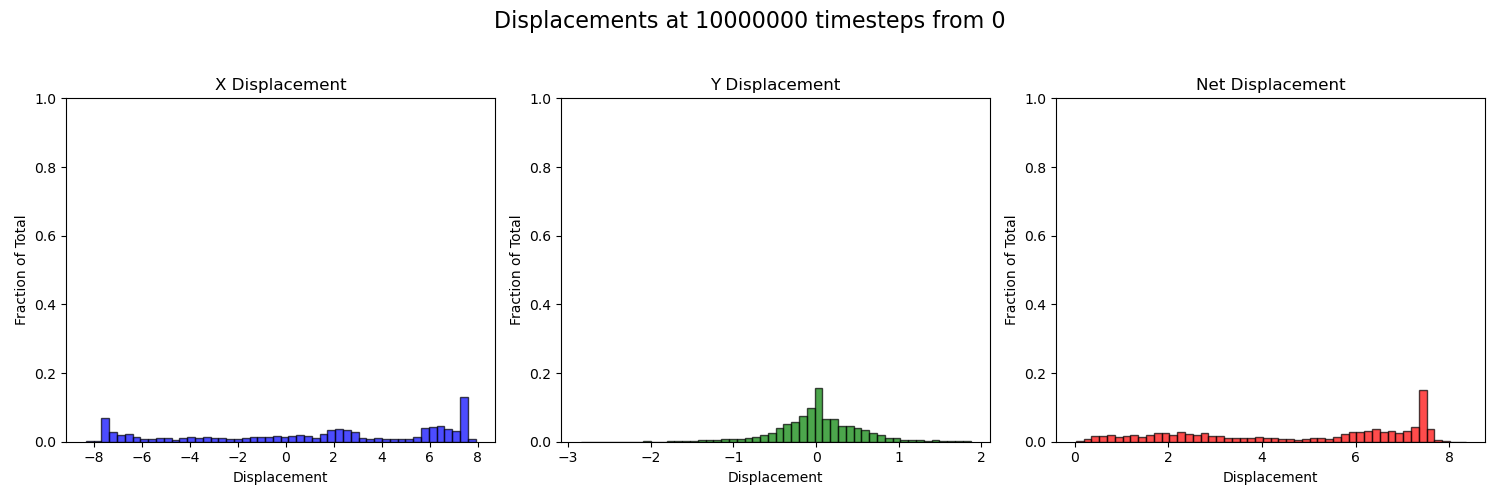 Displacements at 10000000 timesteps from 0
X Displacement
Fraction of Total
1.0
0.8
0.6
0.4
0.2
0.0
−8 −6 −4 −2 0 2 4 6 8
Displacement
Y Displacement
Fraction of Total
1.0
0.8
0.6
0.4
0.2
0.0
−3 −2 −1 0 1 2
Displacement
Net Displacement
Fraction of Total
1.0
0.8
0.6
0.4
0.2
0.0
0 2 4 6 8
Displacement